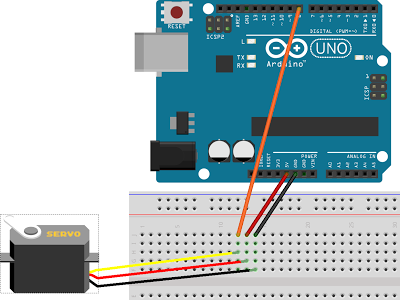 RESET
ICSP2
AREF
GND
13
12
~11
~10
~9
8
7
~6
~5
4
~3
2
TX▸1
RX◂0
DIGITAL (PWM~)
L
TX
RX
UNO
Arduino
ON
ICSP
1
RESET
3V3
5V
GND
GND
VIN
POWER
ANALOG IN
A0
A1
A2
A3
A4
A5
SERVO